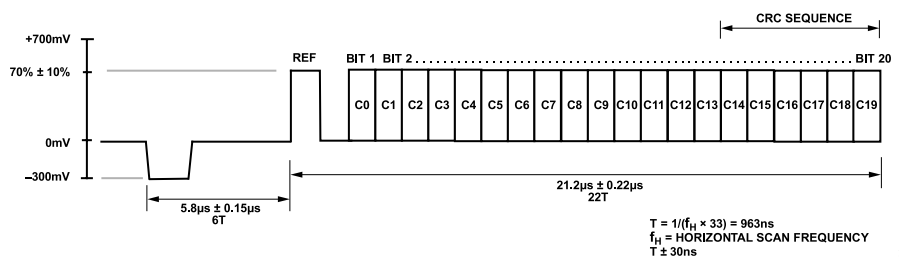 CRC SEQUENCE
+700mV
REF
BIT 1 BIT 2 . . . . . . . . . . . . . . . . . . . . . . . . . . . . . . . . . . . . . . . . . . . . . . . . . . . . . . BIT 20
70% ± 10%
C0 C1 C2 C3 C4 C5 C6 C7 C8 C9 C10 C11 C12 C13 C14 C15 C16 C17 C18 C19
0mV
–300mV
21.2µs ± 0.22µs
22T
5.8µs ± 0.15µs
6T
T = 1/(fH × 33) = 963ns
fH = HORIZONTAL SCAN FREQUENCY
T ± 30ns